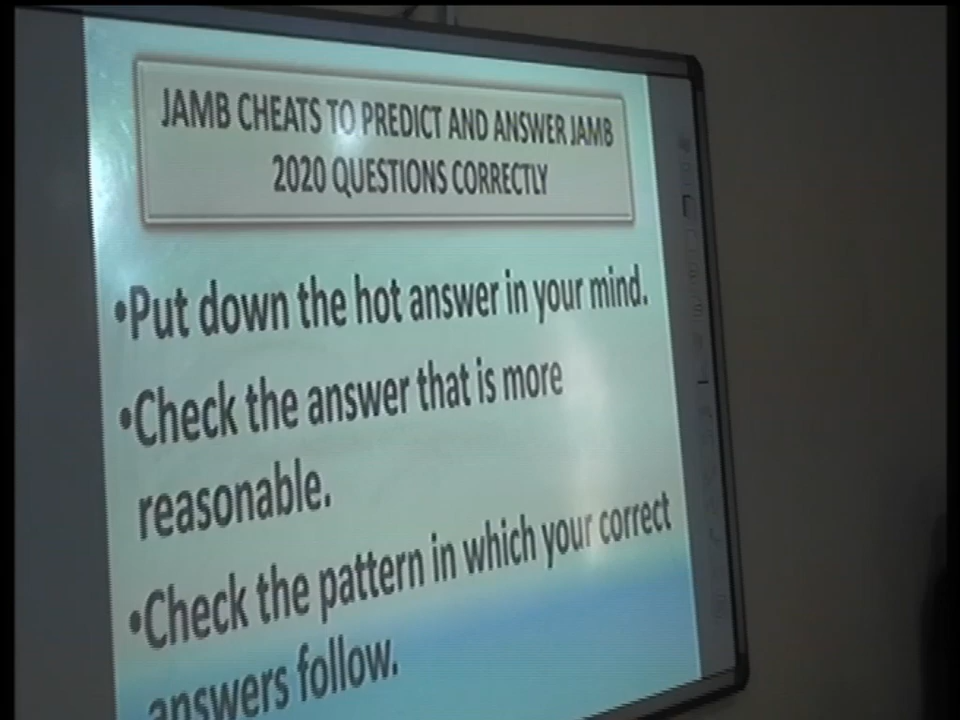 JAMB CHEATS TO PREDICT AND ANSWER JAMB
2020 QUESTIONS CORRECTLY
•Put down the hot answer in your mind.
•Check the answer that is more
reasonable.
•Check the pattern in which your correct
answers follow.